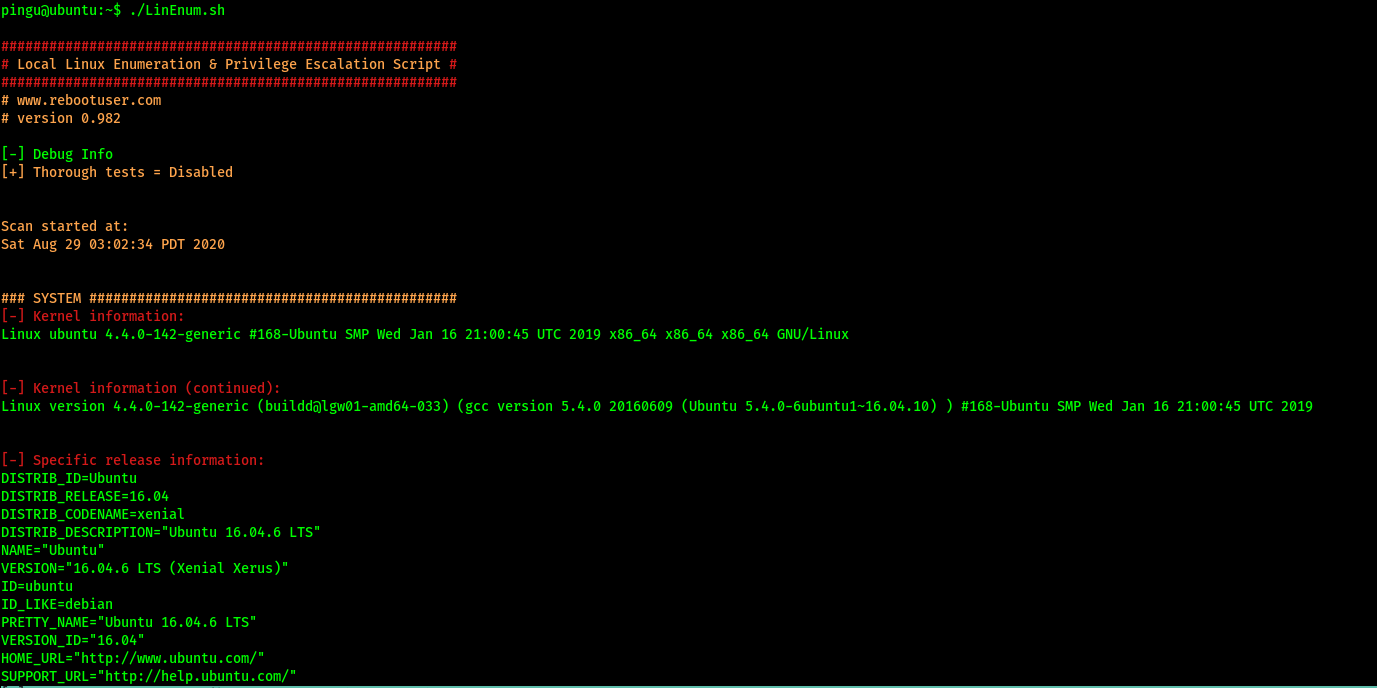 pingu@ubuntu:~$ ./LinEnum.sh
#########################################################
# Local Linux Enumeration & Privilege Escalation Script #
#########################################################
# www.rebootuser.com
# version 0.982
[-] Debug Info
[+] Thorough tests = Disabled
Scan started at:
Sat Aug 29 03:02:34 PDT 2020
### SYSTEM ##############################################
[-] Kernel information:
Linux ubuntu 4.4.0-142-generic #168-Ubuntu SMP Wed Jan 16 21:00:45 UTC 2019 x86_64 x86_64 x86_64 GNU/Linux
[-] Kernel information (continued):
Linux version 4.4.0-142-generic (buildd@lgw01-amd64-033) (gcc version 5.4.0 20160609 (Ubuntu 5.4.0-6ubuntu1~16.04.10) ) #168-Ubuntu SMP Wed Jan 16 21:00:45 UTC 2019
[-] Specific release information:
DISTRIB_ID=Ubuntu
DISTRIB_RELEASE=16.04
DISTRIB_CODENAME=xenial
DISTRIB_DESCRIPTION="Ubuntu 16.04.6 LTS"
NAME="Ubuntu"
VERSION="16.04.6 LTS (Xenial Xerus)"
ID=ubuntu
ID_LIKE=debian
PRETTY_NAME="Ubuntu 16.04.6 LTS"
VERSION_ID="16.04"
HOME_URL="http://www.ubuntu.com/"
SUPPORT_URL="http://help.ubuntu.com/"